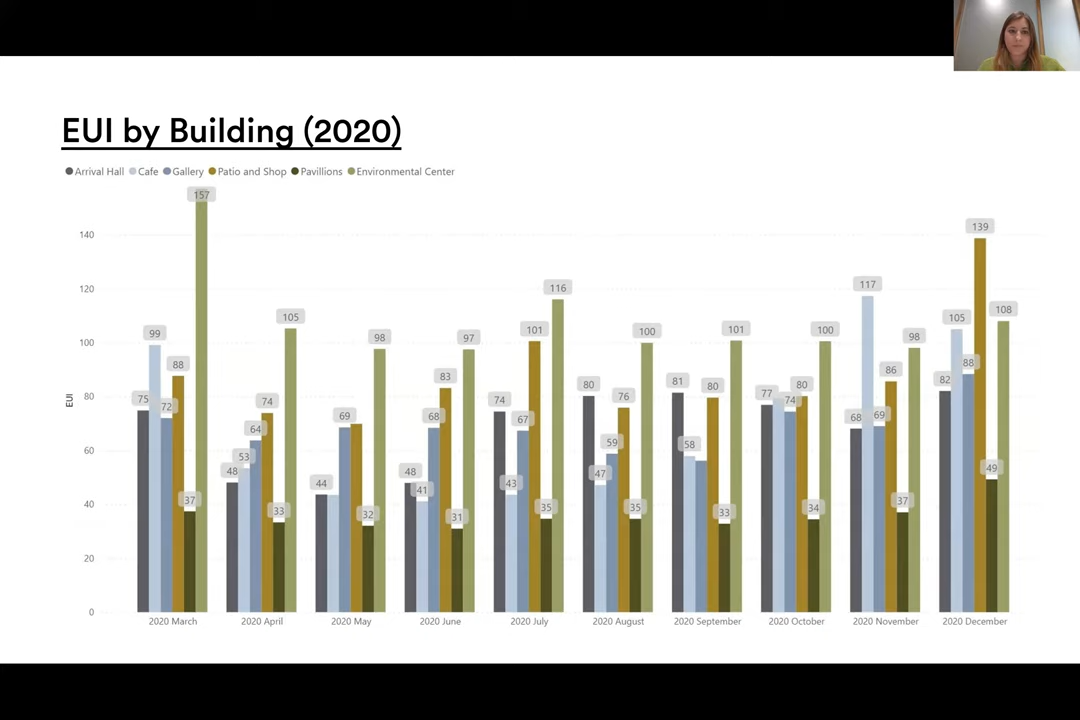 EUI by Building (2020)
Arrival Hall Cafe Gallery Patio and Shop Pavillions Environmental Center
EUI
140
120
100
80
60
40
20
0
75 99 72 88 37 157
48 53 64 74 33 105
44 69 32 98
48 41 68 83 31 97
74 43 67 101 35 116
80 47 59 76 35 100
81 58 80 33 101
77 74 80 34 100
68 117 69 86 37 98
82 105 88 139 49 108
2020 March 2020 April 2020 May 2020 June 2020 July 2020 August 2020 September 2020 October 2020 November 2020 December